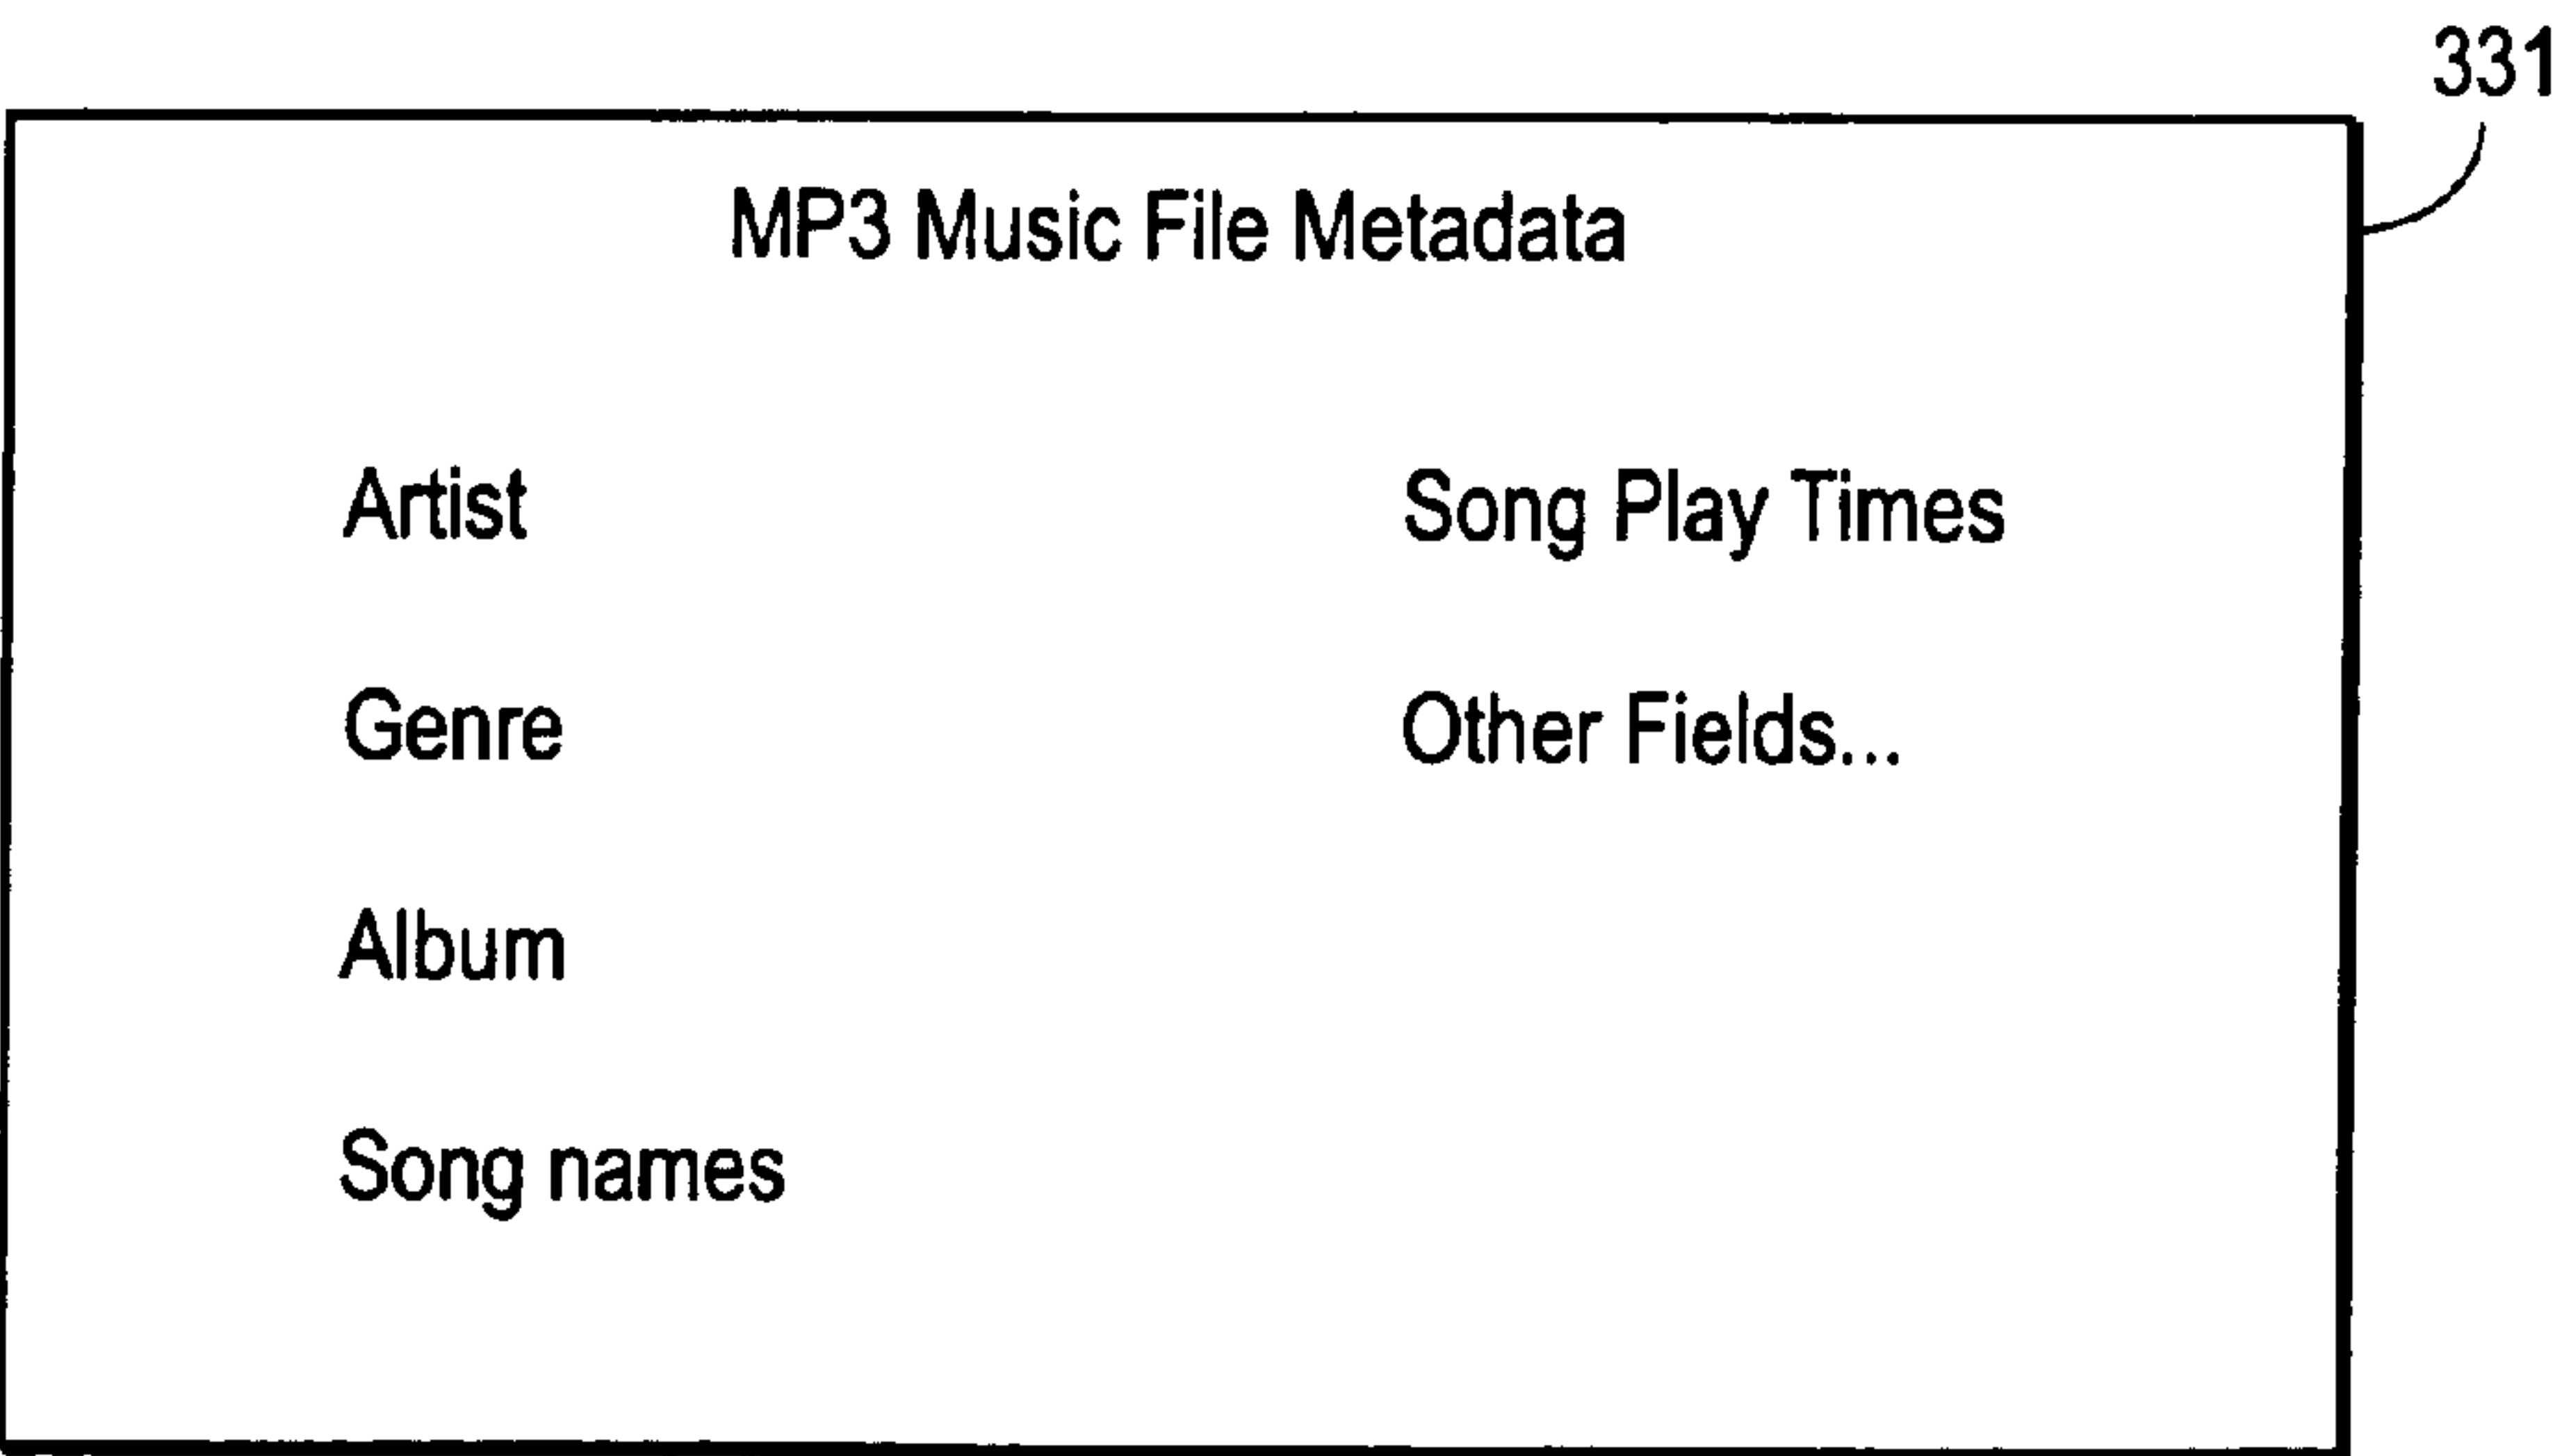 331
MP3 Music File Metadata
Artist
Genre
Album
Song names
Song Play Times
Other Fields...